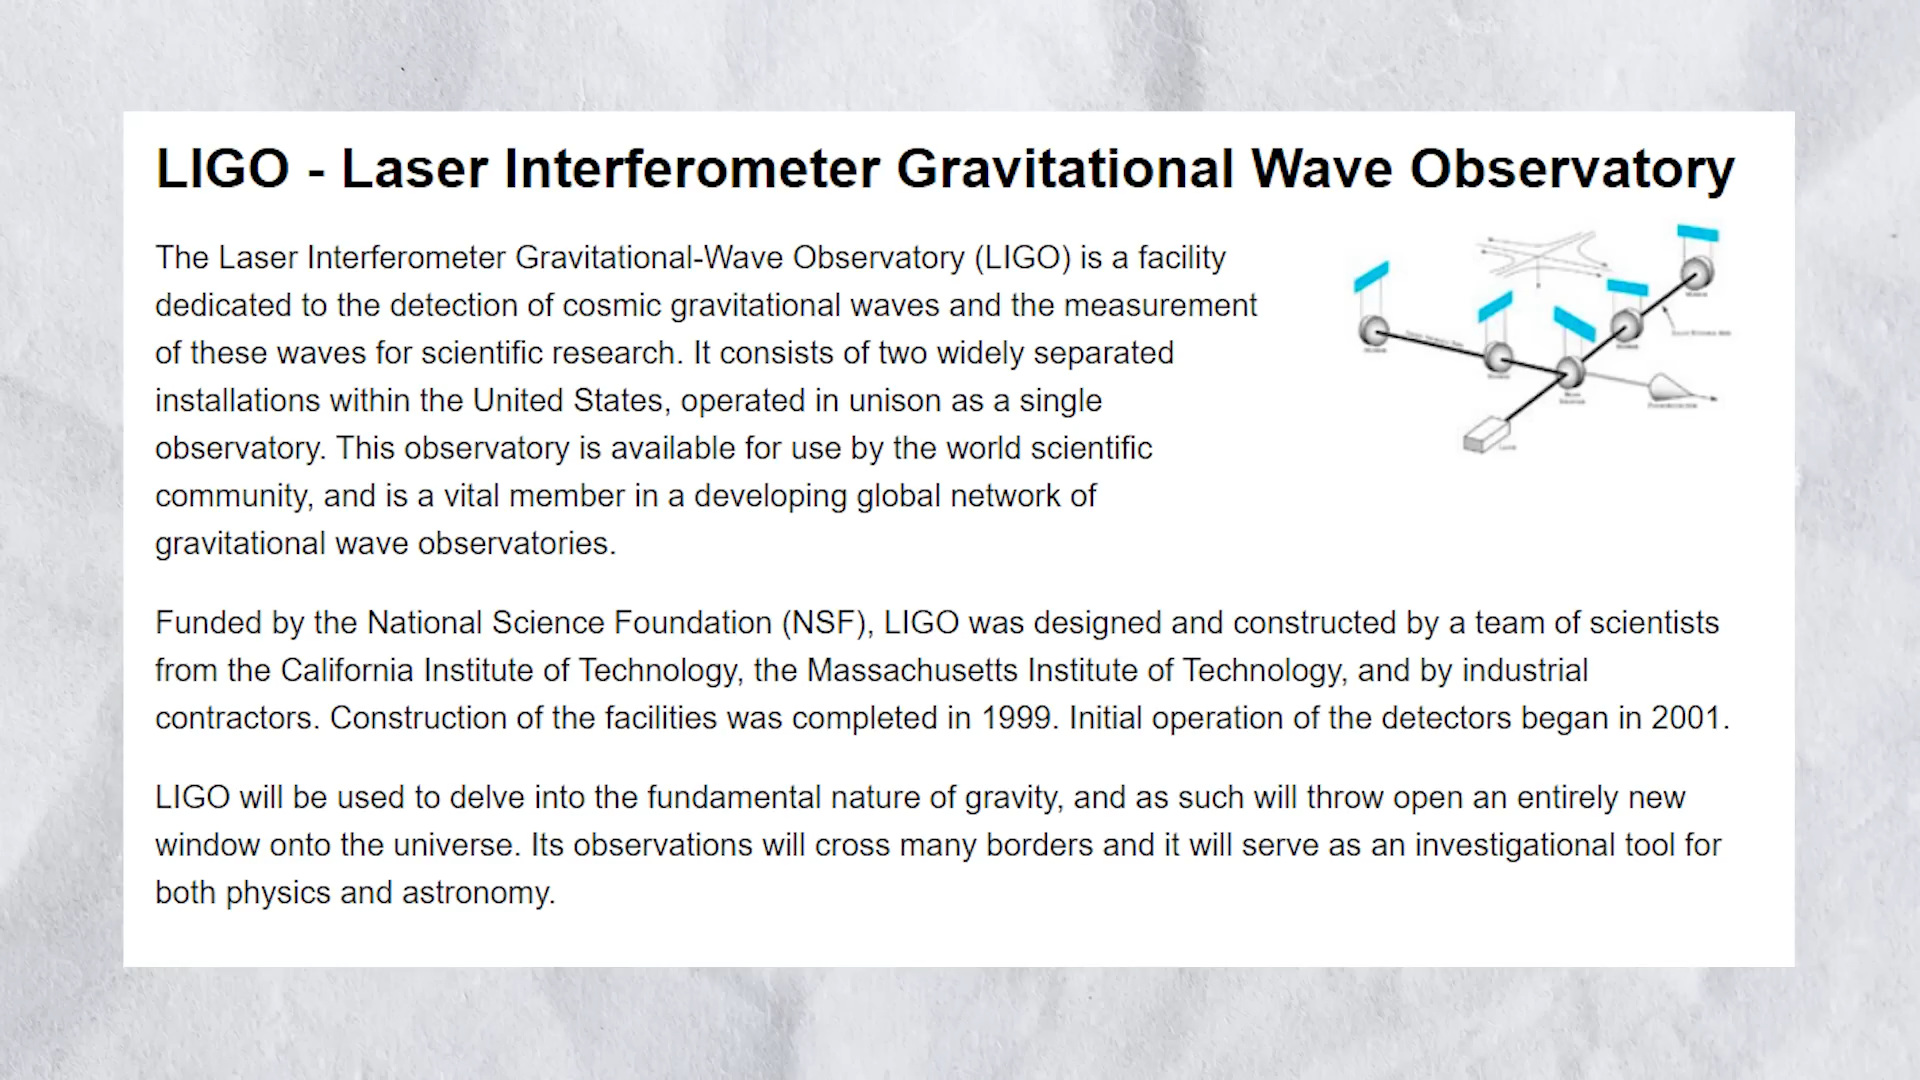 LIGO - Laser Interferometer Gravitational Wave Observatory
The Laser Interferometer Gravitational-Wave Observatory (LIGO) is a facility
dedicated to the detection of cosmic gravitational waves and the measurement
of these waves for scientific research. It consists of two widely separated
installations within the United States, operated in unison as a single
observatory. This observatory is available for use by the world scientific
community, and is a vital member in a developing global network of
gravitational wave observatories.
Funded by the National Science Foundation (NSF), LIGO was designed and constructed by a team of scientists
from the California Institute of Technology, the Massachusetts Institute of Technology, and by industrial
contractors. Construction of the facilities was completed in 1999. Initial operation of the detectors began in 2001.
LIGO will be used to delve into the fundamental nature of gravity, and as such will throw open an entirely new
window onto the universe. Its observations will cross many borders and it will serve as an investigational tool for
both physics and astronomy.